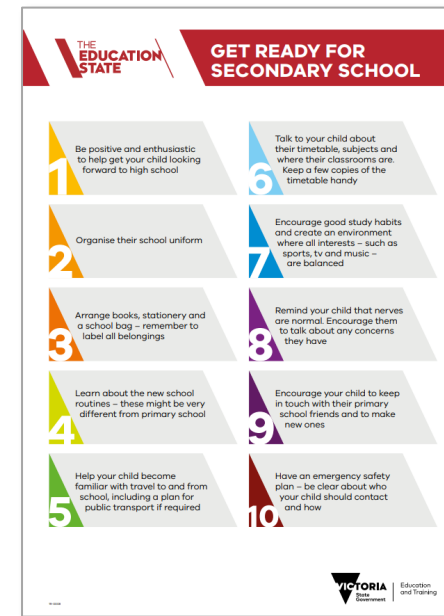 THE
EDUCATION
STATE
GET READY FOR
SECONDARY SCHOOL
1
Be positive and enthusiastic
to help get your child looking
forward to high school
2
Organise their school uniform
3
Arrange books, stationery and
a school bag – remember to
label all belongings
4
Learn about the new school
routines – these might be very
different from primary school
5
Help your child become
familiar with travel to and from
school, including a plan for
public transport if required
6
Talk to your child about
their timetable, subjects and
where their classrooms are.
Keep a few copies of the
timetable handy
7
Encourage good study habits
and create an environment
where all interests – such as
sports, tv and music –
are balanced
8
Remind your child that nerves
are normal. Encourage them
to talk about any concerns
they have
9
Encourage your child to keep
in touch with their primary
school friends and to make
new ones
10
Have an emergency safety
plan – be clear about who
your child should contact
and how
VICTORIA
State
Government
Education
and Training